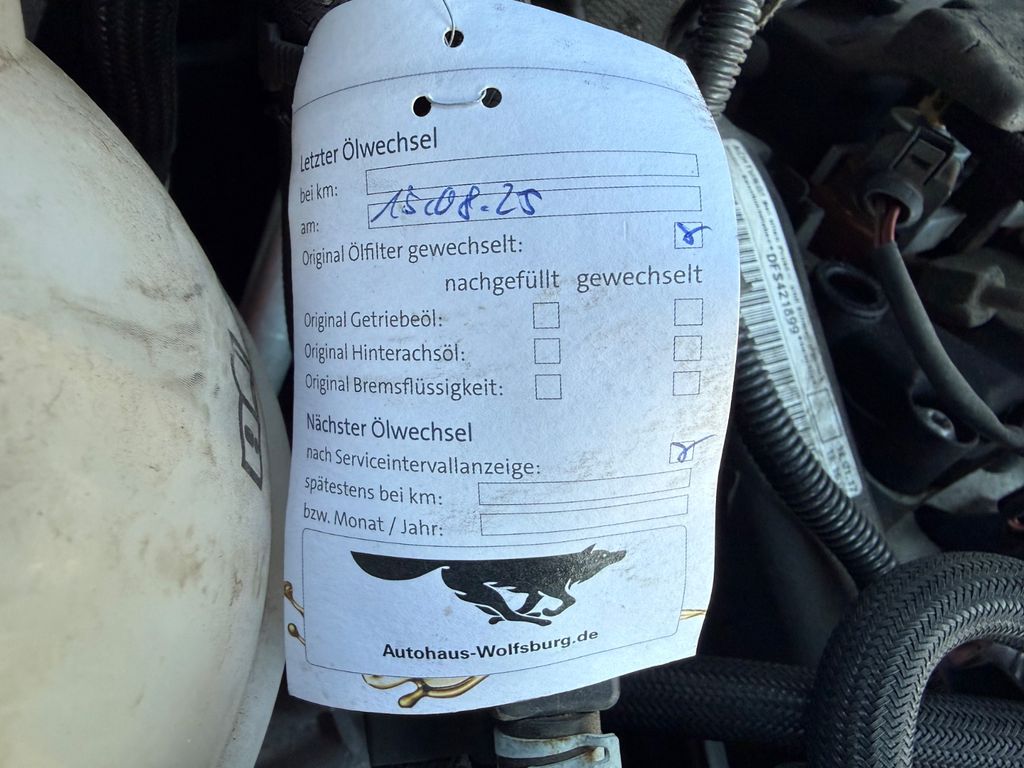 Letzter Ölwechsel
bei km:
am: 15.08.25
Original Ölfilter gewechselt:
nachgefüllt gewechselt
Original Getriebeöl:
Original Hinterachsöl:
Original Bremsflüssigkeit:
Nächster Ölwechsel
nach Serviceintervallanzeige:
spätestens bei km:
bzw. Monat / Jahr:
Autohaus-Wolfsburg.de
DFS421899